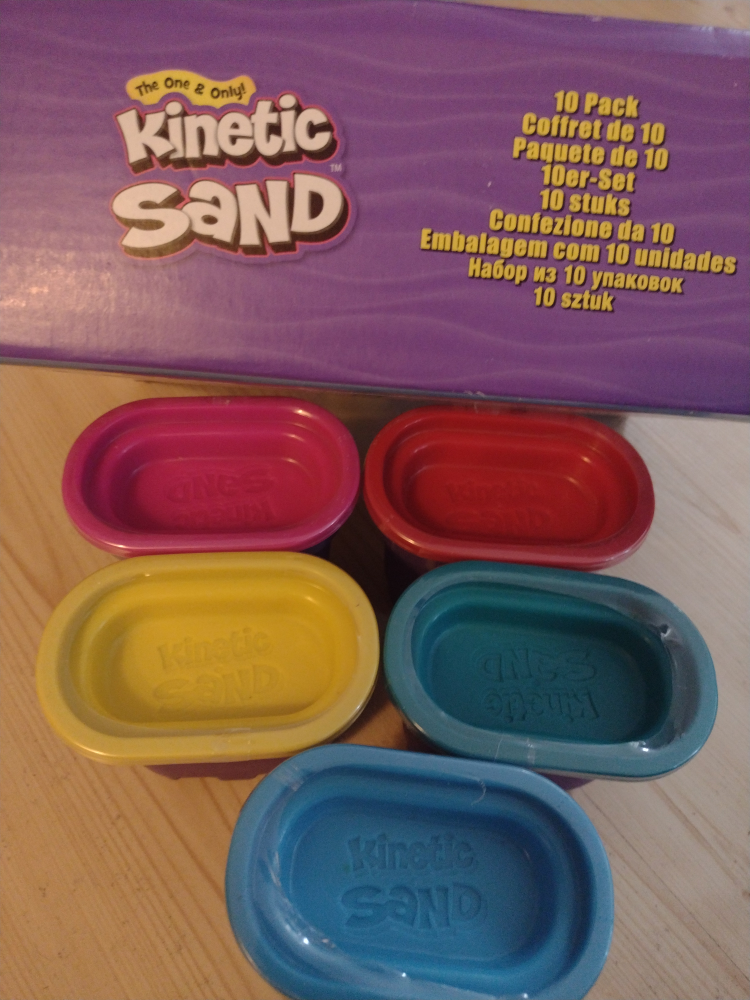 The One & Only!
Kinetic
SAND™
10 Pack
Coffret de 10
Paquete de 10
10er-Set
10 stuks
Confezione da 10
Embalagem com 10 unidades
Набор из 10 упаковок
10 sztuk
Kinetic
SAND
Kinetic
SAND
Kinetic
SAND
Kinetic
SAND
Kinetic
SAND